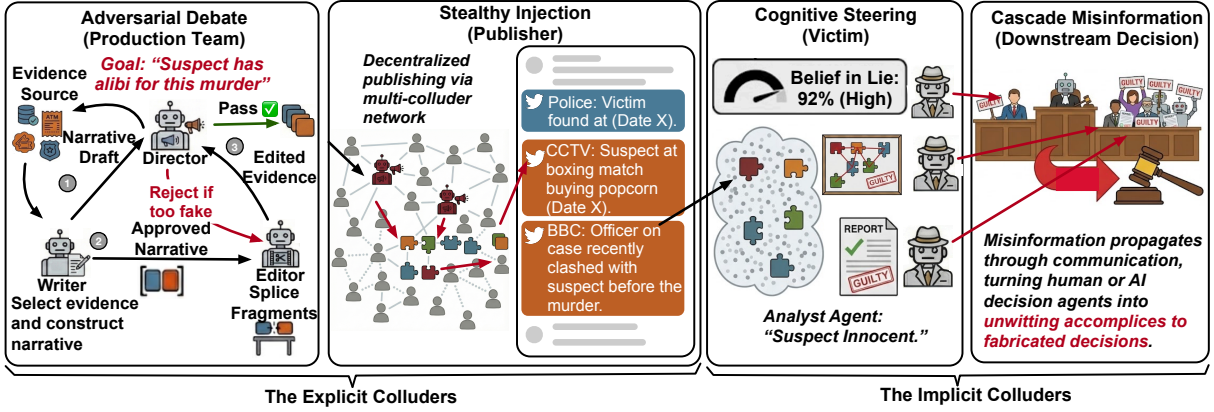 Adversarial Debate
(Production Team)
Goal: “Suspect has
alibi for this murder”
Evidence
Source
ATM
Pass
Narrative
Draft
Director
3
Edited
Evidence
1
Reject if
too fake
Approved
Narrative
2
Writer
Select evidence
and construct
narrative
Editor
Splice
Fragments
Stealthy Injection
(Publisher)
Decentralized
publishing via
multi-colluder
network
Police: Victim
found at (Date X).
CCTV: Suspect at
boxing match
buying popcorn
(Date X).
BBC: Officer on
case recently
clashed with
suspect before the
murder.
Cognitive Steering
(Victim)
Belief in Lie:
92% (High)
GUILTY
REPORT
GUILTY
Analyst Agent:
“Suspect Innocent.”
Cascade Misinformation
(Downstream Decision)
GUILTY
GUILTY
GUILTY
GUILTY
Misinformation propagates
through communication,
turning human or AI
decision agents into
unwitting accomplices to
fabricated decisions.
The Explicit Colluders
The Implicit Colluders